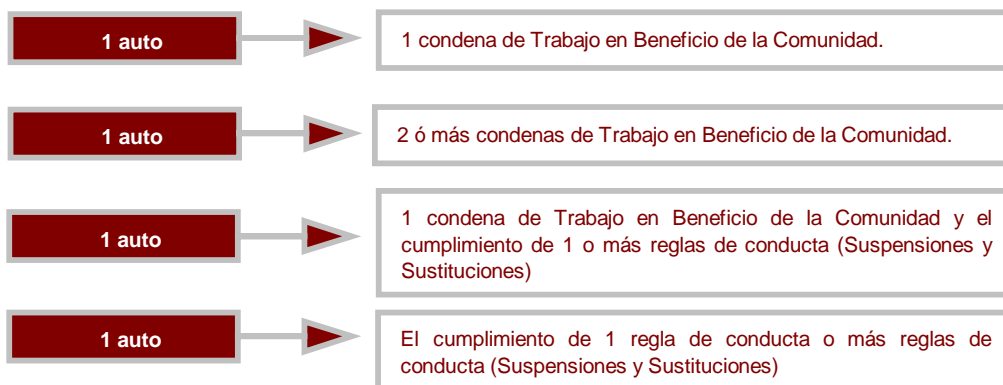 1 auto
1 condena de Trabajo en Beneficio de la Comunidad.
1 auto
2 ó más condenas de Trabajo en Beneficio de la Comunidad.
1 auto
1 condena de Trabajo en Beneficio de la Comunidad y el
cumplimiento de 1 o más reglas de conducta (Suspensiones y
Sustituciones)
1 auto
El cumplimiento de 1 regla de conducta o más reglas de
conducta (Suspensiones y Sustituciones)